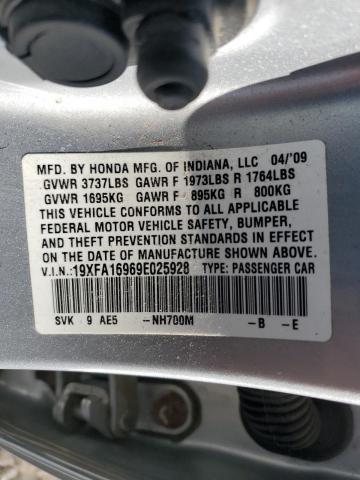 MFD. BY HONDA MFG. OF INDIANA, LLC 04/'09
GVWR 3737LBS GAWR F 1973LBS R 1764LBS
GVWR 1695KG GAWR F 895KG R 800KG
THIS VEHICLE CONFORMS TO ALL APPLICABLE
FEDERAL MOTOR VEHICLE SAFETY, BUMPER,
AND THEFT PREVENTION STANDARDS IN EFFECT
ON THE DATE OF MANUFACTURE SHOWN ABOVE.
V.I.N.: 19XFA16969E025928 TYPE: PASSENGER CAR
SVK 9 AE5 -NH700M -B -E